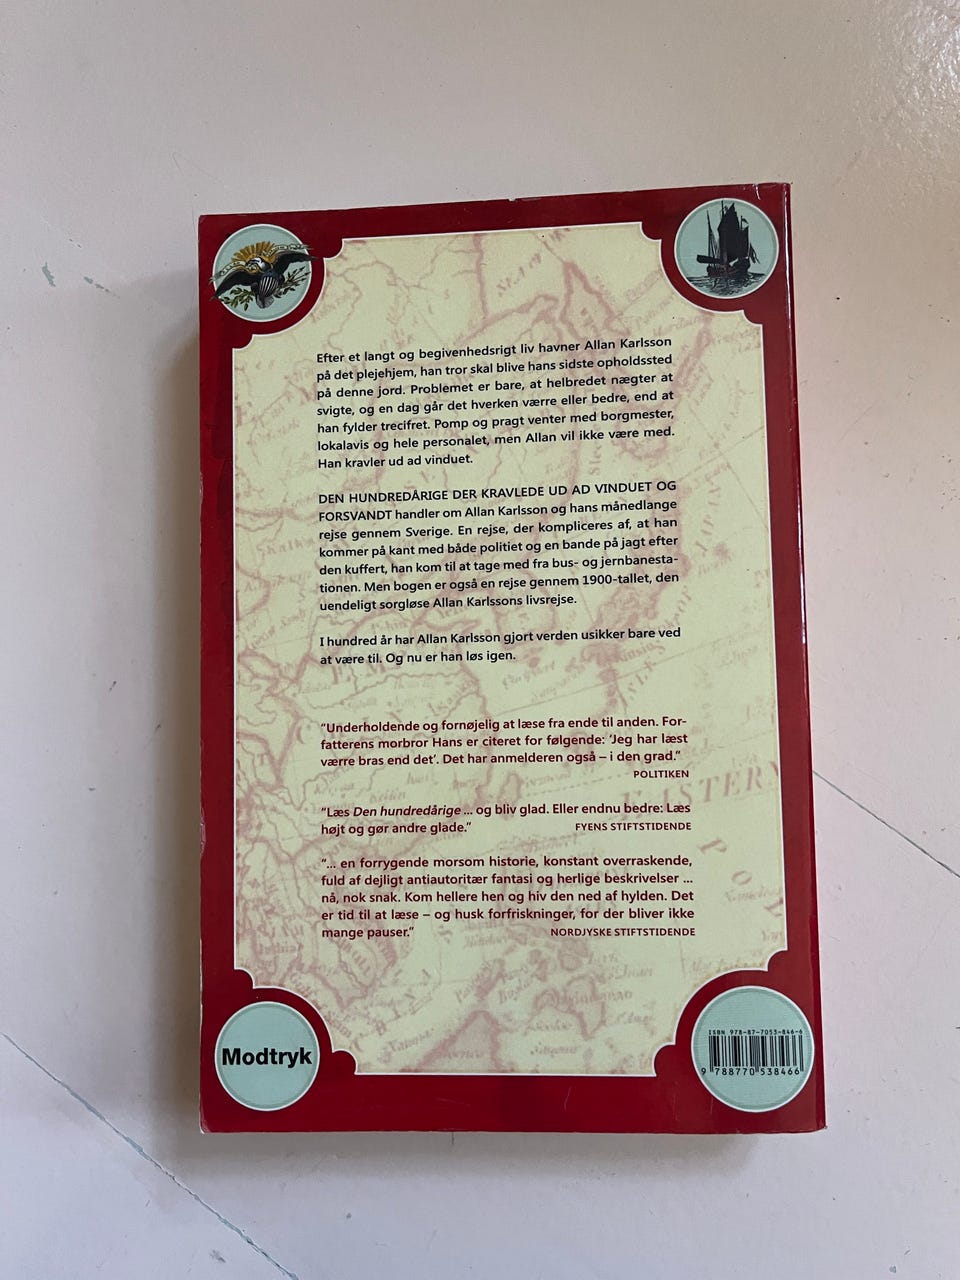 Efter et langt og begivenhedsrigt liv havner Allan Karlsson
på det plejehjem, han tror skal blive hans sidste opholdssted
på denne jord. Problemet er bare, at helbredet nægter at
svigte, og en dag går det hverken værre eller bedre, end at
han fylder trecifret. Pomp og pragt venter med borgmester,
lokalavis og hele personalet, men Allan vil ikke være med.
Han kravler ud ad vinduet.
DEN HUNDREDÅRIGE DER KRAVLEDE UD AD VINDUET OG
FORSVANDT handler om Allan Karlsson og hans månedlange
rejse gennem Sverige. En rejse, der kompliceres af, at han
kommer på kant med både politiet og en bande på jagt efter
den kuffert, han kom til at tage med fra bus- og jernbanesta-
tionen. Men bogen er også en rejse gennem 1900-tallet, den
uendeligt sorgløse Allan Karlssons livsrejse.
I hundred år har Allan Karlsson gjort verden usikker bare ved
at være til. Og nu er han løs igen.
"Underholdende og fornøjelig at læse fra ende til anden. For-
fatterens morbror Hans er citeret for følgende: 'Jeg har læst
værre bras end det'. Det har anmelderen også – i den grad."
POLITIKEN
"Læs Den hundredårige ... og bliv glad. Eller endnu bedre: Læs
højt og gør andre glade." FYENS STIFTSTIDENDE
"... en forrygende morsom historie, konstant overraskende,
fuld af dejligt antiautoritær fantasi og herlige beskrivelser ...
nå, nok snak. Kom hellere hen og hiv den ned af hylden. Det
er tid til at læse – og husk forfriskninger, for der bliver ikke
mange pauser." NORDJYSKE STIFTSTIDENDE
Modtryk
ISBN 978-87-7053-846-6
9 788770 538466
EASTERN